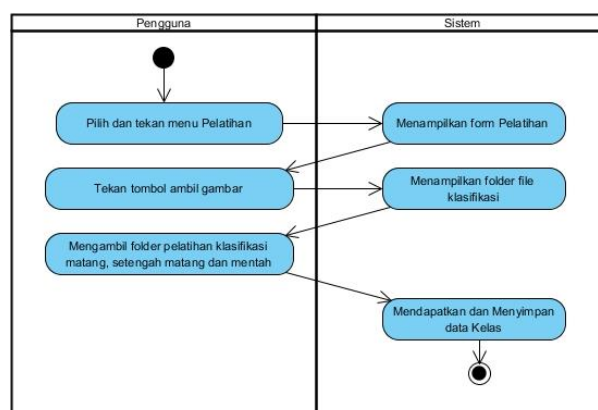 Pengguna
Sistem
Pilih dan tekan menu Pelatihan
Menampilkan form Pelatihan
Tekan tombol ambil gambar
Menampilkan folder file
klasifikasi
Mengambil folder pelatihan klasifikasi
matang, setengah matang dan mentah
Mendapatkan dan Menyimpan
data Kelas